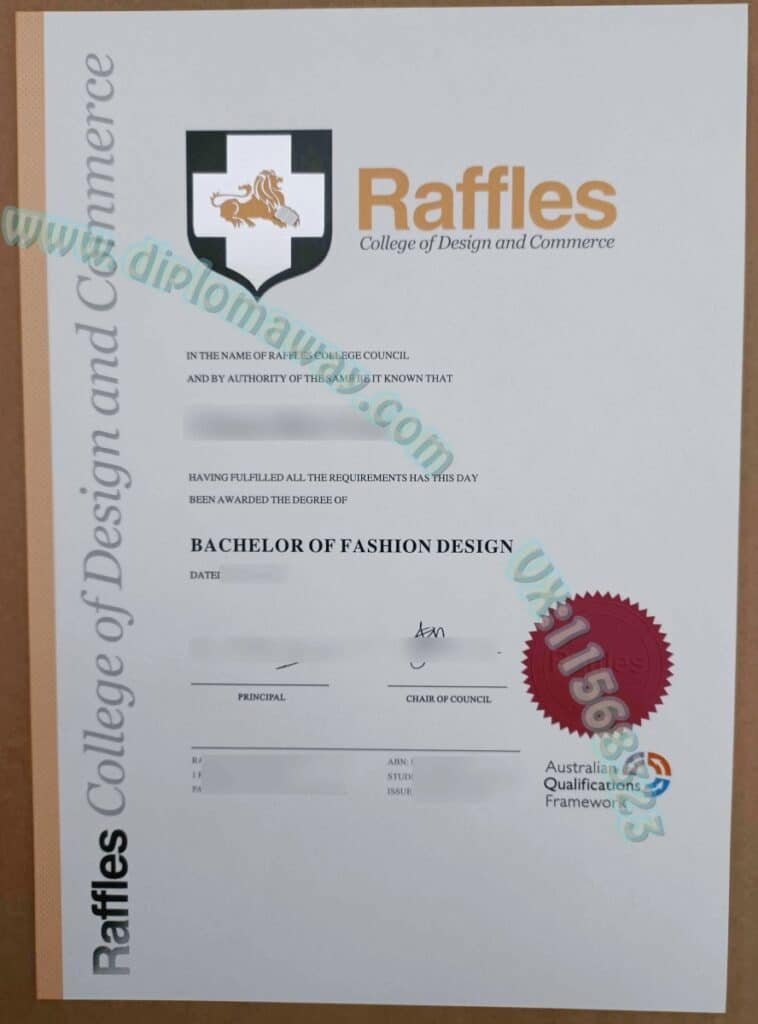 Raffles College of Design and Commerce
Raffles
College of Design and Commerce
www.diplomaway.com
IN THE NAME OF RAFFLES COLLEGE COUNCIL
AND BY AUTHORITY OF THE SAME BE IT KNOWN THAT
HAVING FULFILLED ALL THE REQUIREMENTS HAS THIS DAY
BEEN AWARDED THE DEGREE OF
BACHELOR OF FASHION DESIGN
DATE
PRINCIPAL
CHAIR OF COUNCIL
Raffles
ABN:
ISSUE
Australian
Qualifications
Framework